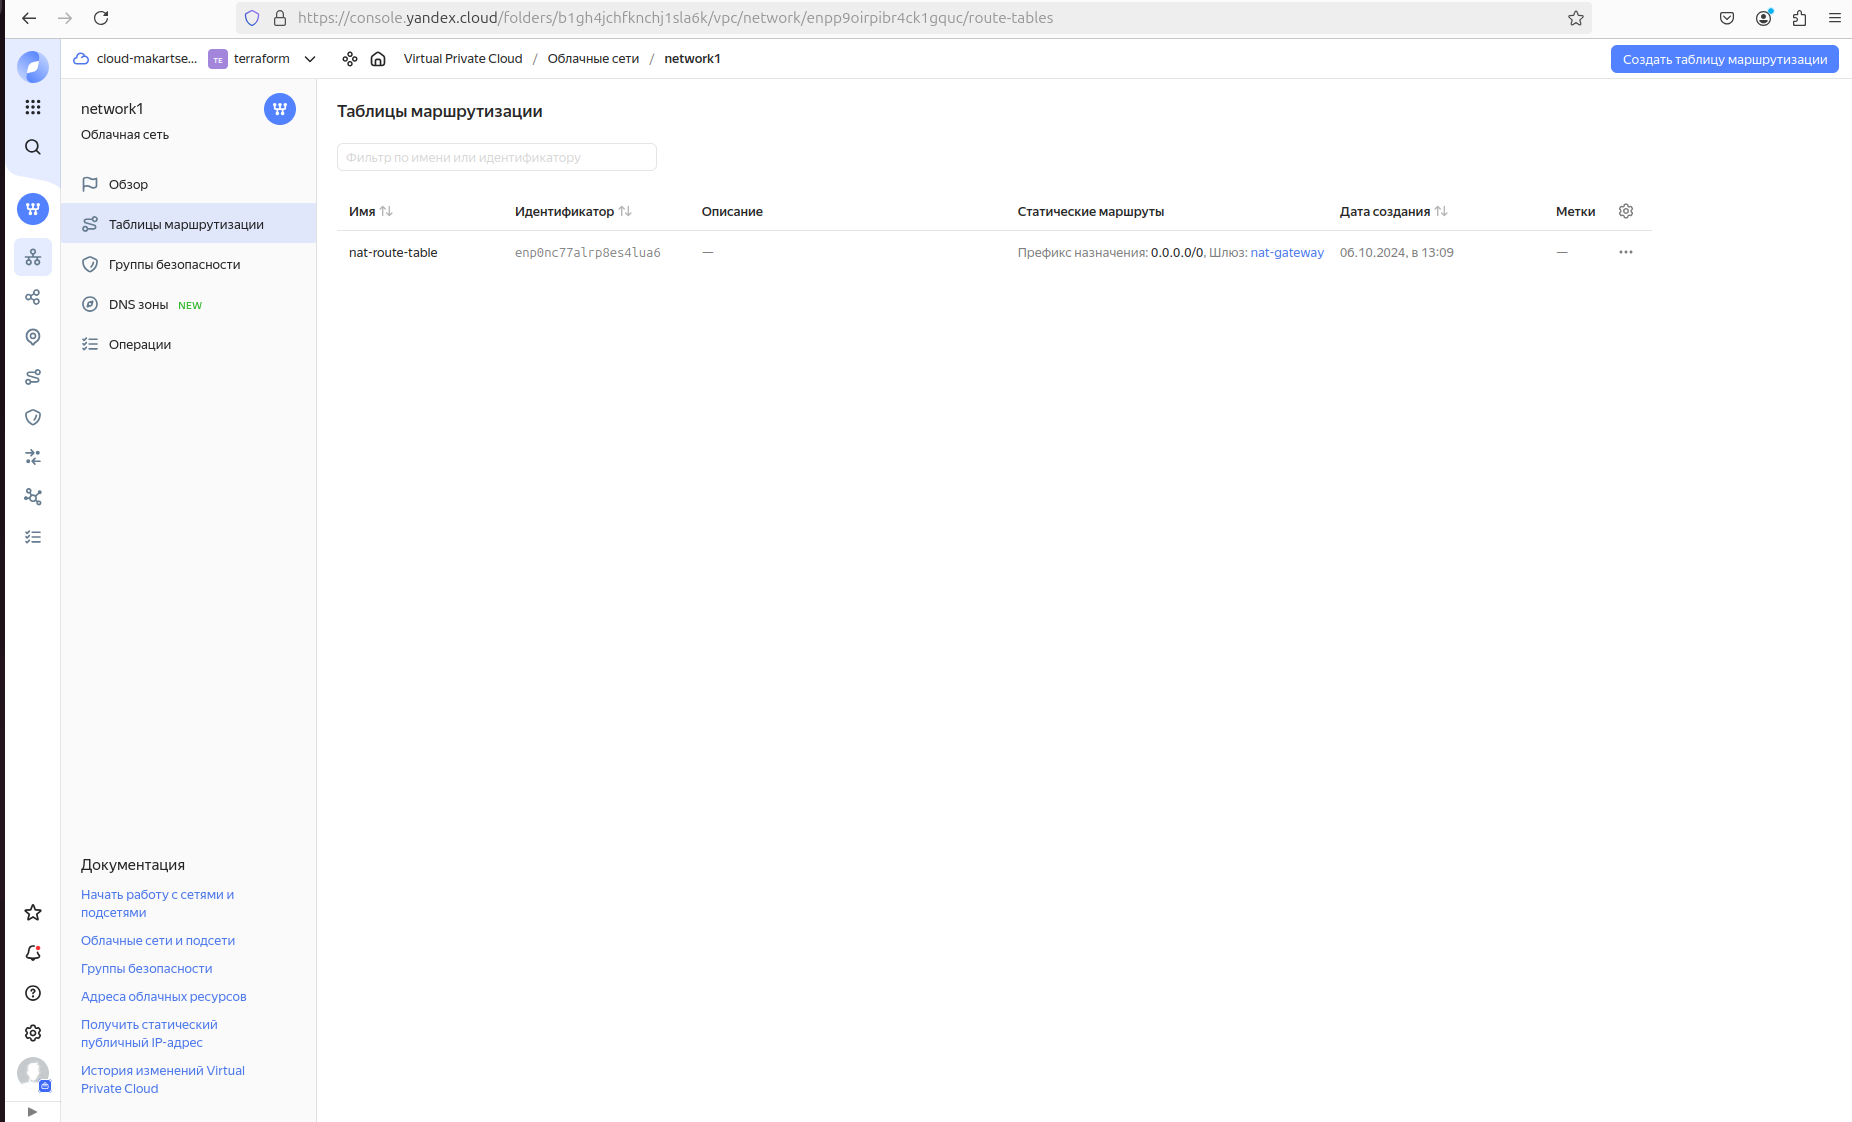 https://console.yandex.cloud/folders/b1gh4jchfknchj1sla6k/vpc/network/enpp9oirpibr4ck1gquc/route-tables
cloud-makartse... TE terraform Virtual Private Cloud / Облачные сети / network1 Создать таблицу маршрутизации
network1
Облачная сеть
Обзор
Таблицы маршрутизации
Группы безопасности
DNS зоны NEW
Операции
Документация
Начать работу с сетями и
подсетями
Облачные сети и подсети
Группы безопасности
Адреса облачных ресурсов
Получить статический
публичный IP-адрес
История изменений Virtual
Private Cloud
Таблицы маршрутизации
Фильтр по имени или идентификатору
Имя Идентификатор Описание Статические маршруты Дата создания Метки
nat-route-table enp0nc77alrp8es4lua6 — Префикс назначения: 0.0.0.0/0, Шлюз: nat-gateway 06.10.2024, в 13:09 —